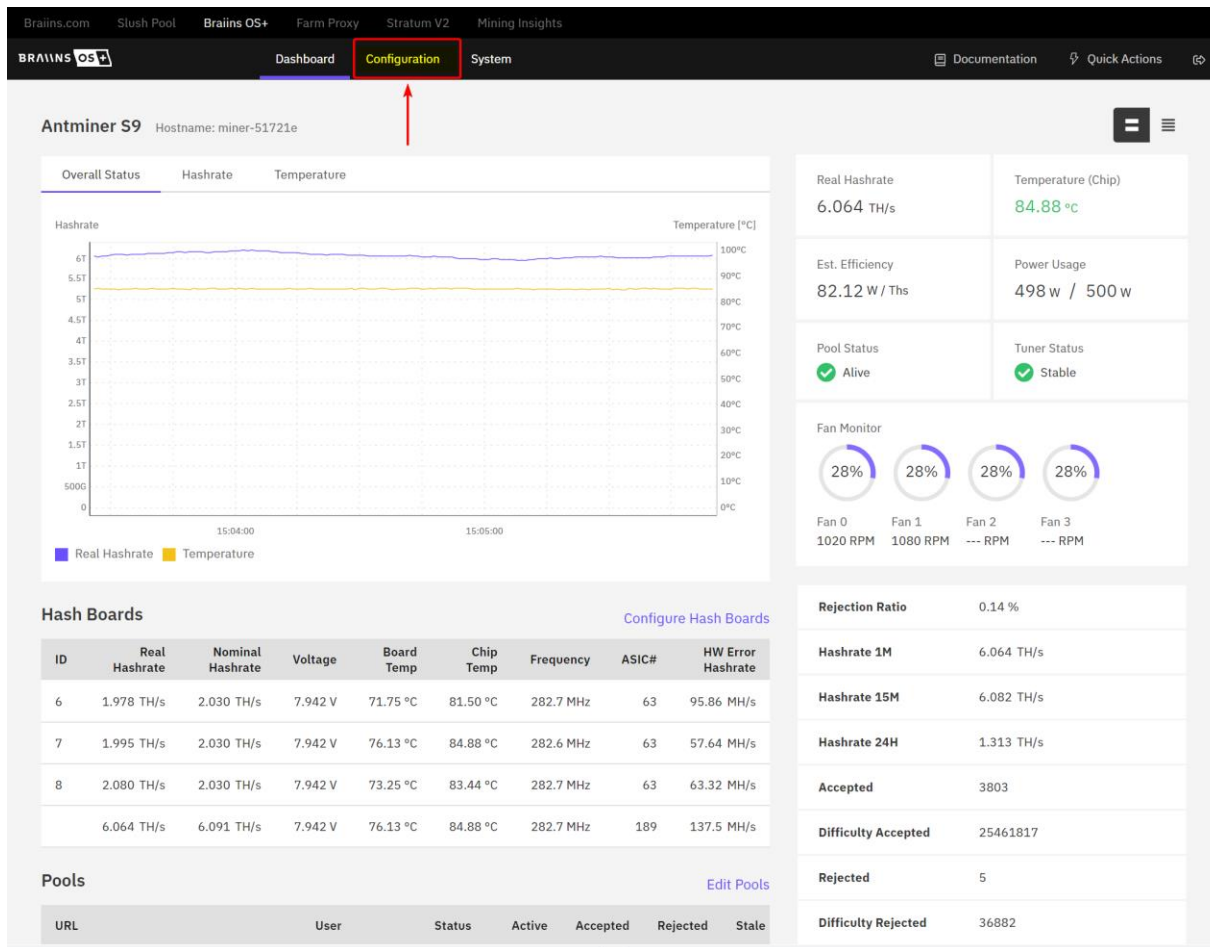 Braiins.com Slush Pool Braiins OS+ Farm Proxy Stratum V2 Mining Insights
BRAIINS OS+ Dashboard Configuration System Documentation Quick Actions
Antminer S9 Hostname: miner-51721e
Overall Status Hashrate Temperature
Hashrate Temperature [°C]
6T
5.5T
5T
4.5T
4T
3.5T
3T
2.5T
2T
1.5T
1T
500G
0
100°C
90°C
80°C
70°C
60°C
50°C
40°C
30°C
20°C
10°C
0°C
15:04:00 15:05:00
Real Hashrate Temperature
Real Hashrate Temperature (Chip)
6.064 TH/s 84.88 °C
Est. Efficiency Power Usage
82.12 W / Ths 498 W / 500 W
Pool Status Tuner Status
Alive Stable
Fan Monitor
28% 28% 28% 28%
Fan 0 Fan 1 Fan 2 Fan 3
1020 RPM 1080 RPM --- RPM --- RPM
Hash Boards Configure Hash Boards
ID Real Hashrate Nominal Hashrate Voltage Board Temp Chip Temp Frequency ASIC# HW Error Hashrate
6 1.978 TH/s 2.030 TH/s 7.942 V 71.75 °C 81.50 °C 282.7 MHz 63 95.86 MH/s
7 1.995 TH/s 2.030 TH/s 7.942 V 76.13 °C 84.88 °C 282.6 MHz 63 57.64 MH/s
8 2.080 TH/s 2.030 TH/s 7.942 V 73.25 °C 83.44 °C 282.7 MHz 63 63.32 MH/s
6.064 TH/s 6.091 TH/s 7.942 V 76.13 °C 84.88 °C 282.7 MHz 189 137.5 MH/s
Pools Edit Pools
URL User Status Active Accepted Rejected Stale
Rejection Ratio 0.14 %
Hashrate 1M 6.064 TH/s
Hashrate 15M 6.082 TH/s
Hashrate 24H 1.313 TH/s
Accepted 3803
Difficulty Accepted 25461817
Rejected 5
Difficulty Rejected 36882